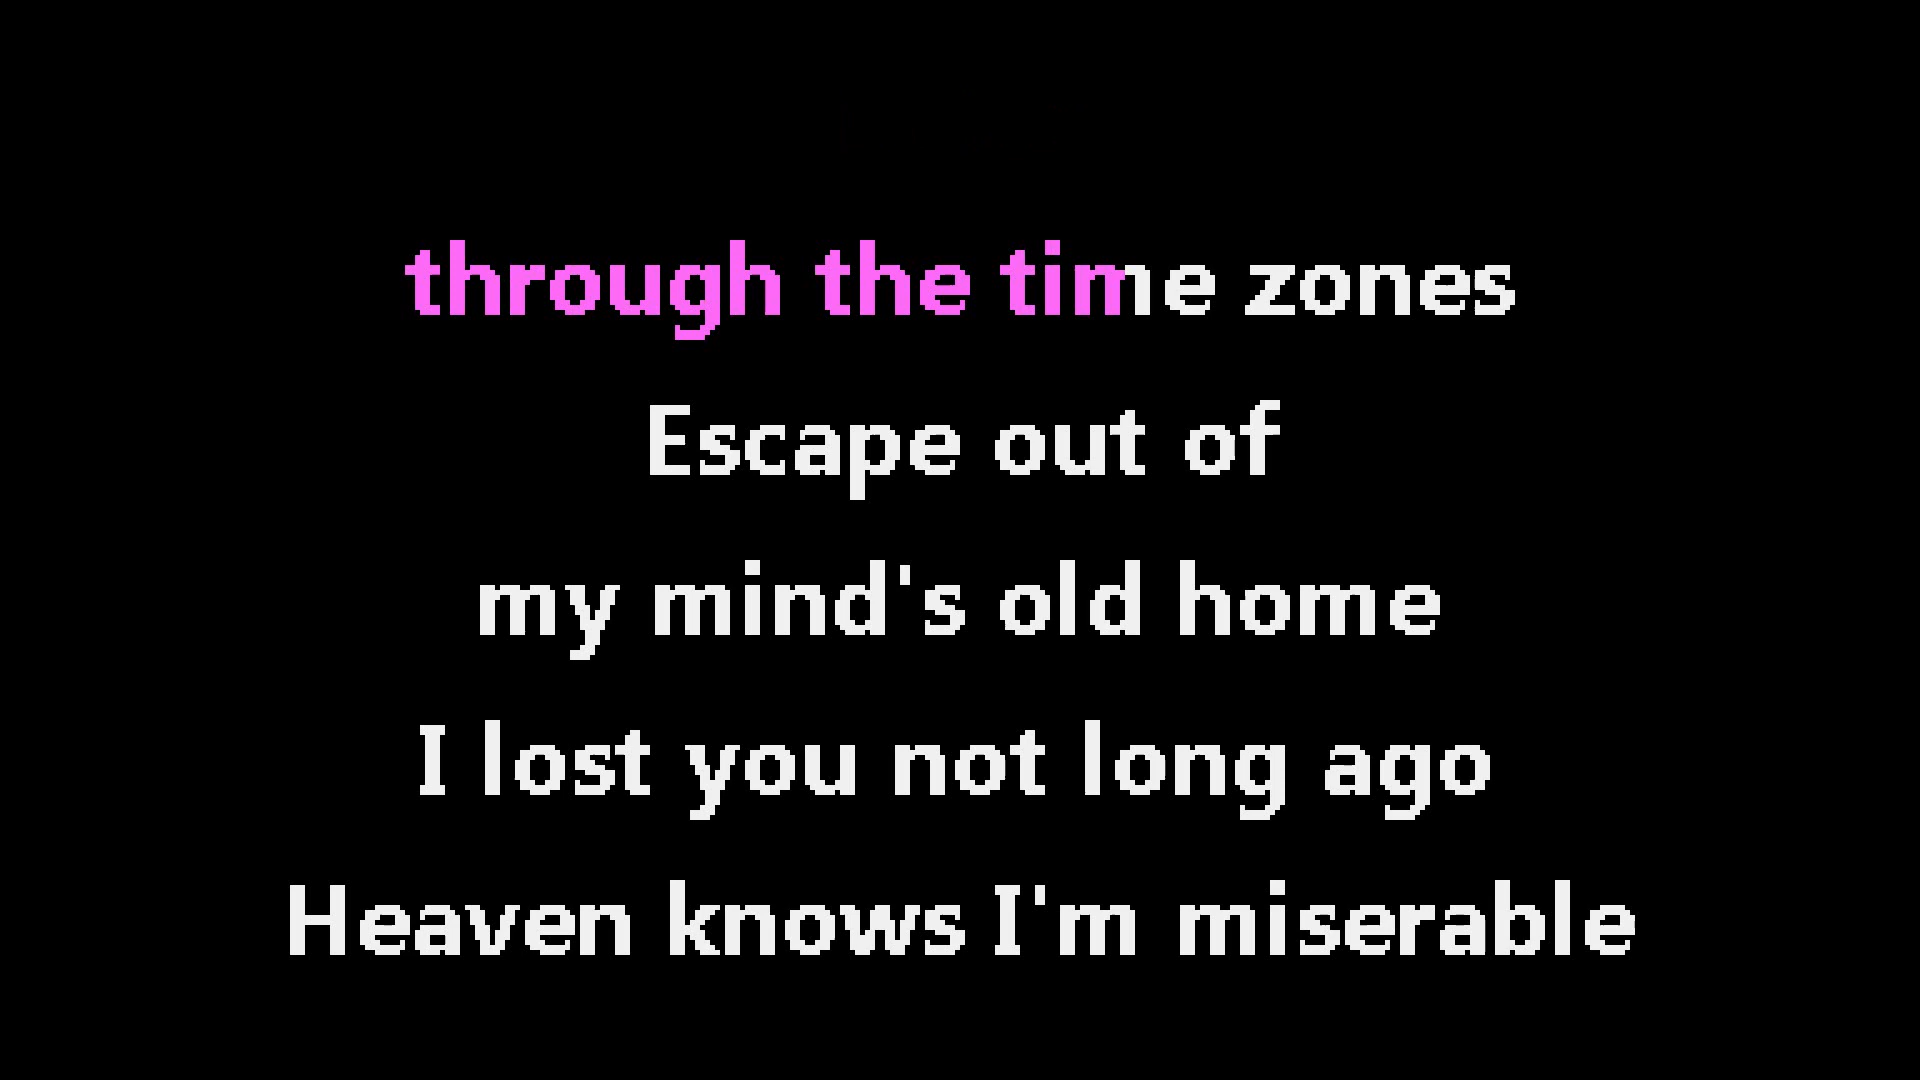 through the time zones
Escape out of
my mind's old home
I lost you not long ago
Heaven knows I'm miserable